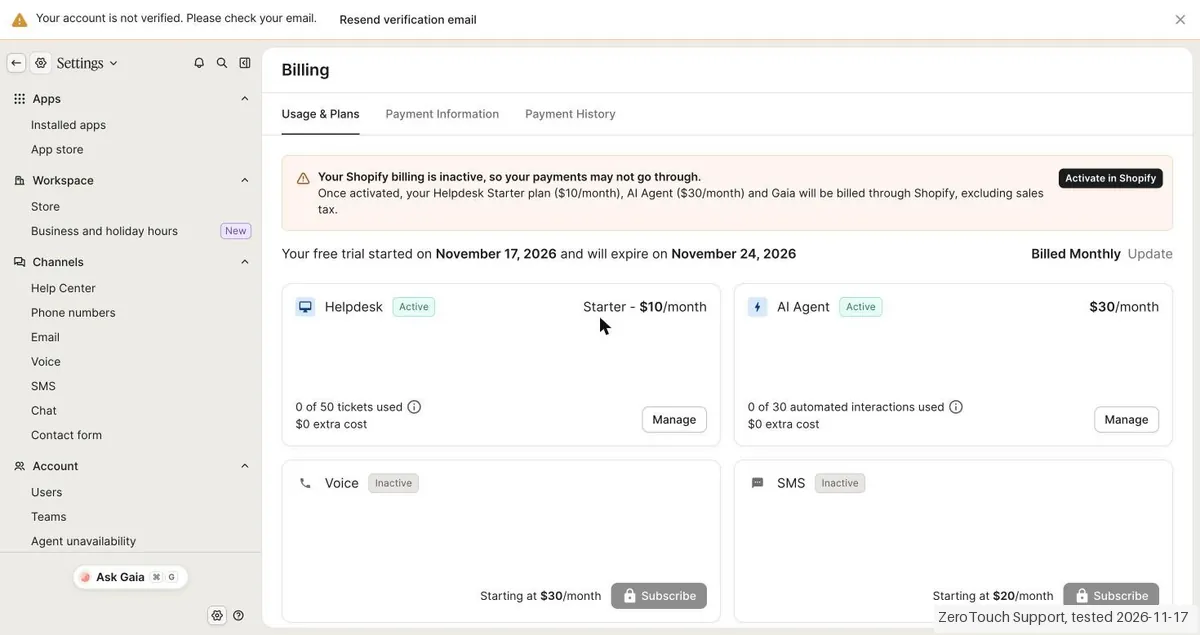 Your account is not verified. Please check your email. Resend verification email
Settings
Apps
Installed apps
App store
Workspace
Store
Business and holiday hours New
Channels
Help Center
Phone numbers
Email
Voice
SMS
Chat
Contact form
Account
Users
Teams
Agent unavailability
Ask Gaia ⌘ G
Billing
Usage & Plans Payment Information Payment History
Your Shopify billing is inactive, so your payments may not go through.
Once activated, your Helpdesk Starter plan ($10/month), AI Agent ($30/month) and Gaia will be billed through Shopify, excluding sales
tax.
Activate in Shopify
Your free trial started on November 17, 2026 and will expire on November 24, 2026
Billed Monthly Update
Helpdesk Active Starter - $10/month
0 of 50 tickets used
$0 extra cost
Manage
AI Agent Active $30/month
0 of 30 automated interactions used
$0 extra cost
Manage
Voice Inactive
Starting at $30/month Subscribe
SMS Inactive
Starting at $20/month Subscribe
ZeroTouch Support, tested 2026-11-17